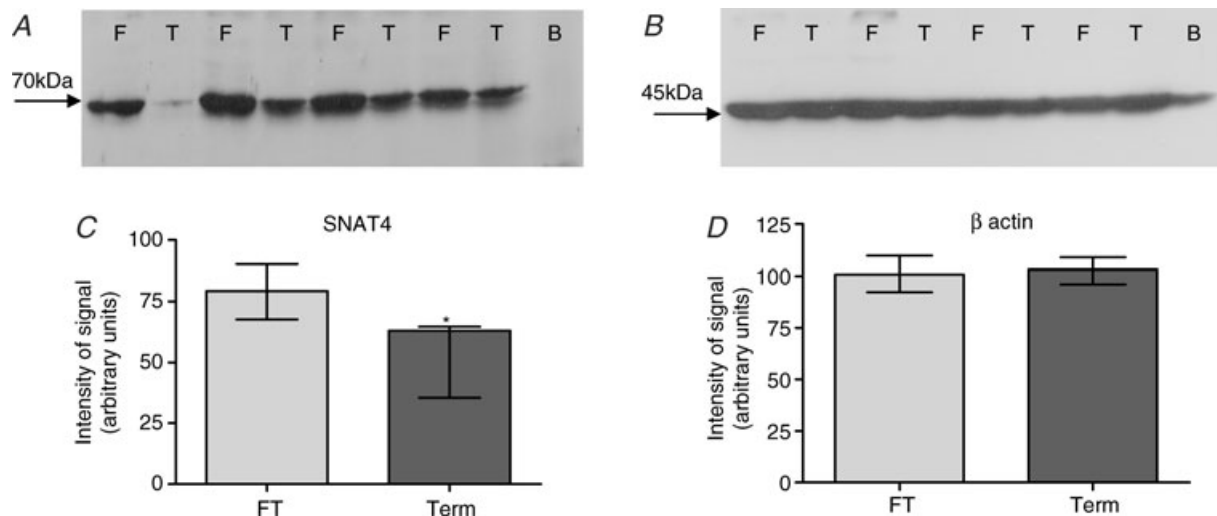 A
F T F T F T F T B
70kDa
B
F T F T F T F T B
45kDa
C
SNAT4
Intensity of signal
(arbitrary units)
100
75
50
25
0
*
FT Term
D
β actin
Intensity of signal
(arbitrary units)
125
100
75
50
25
0
FT Term